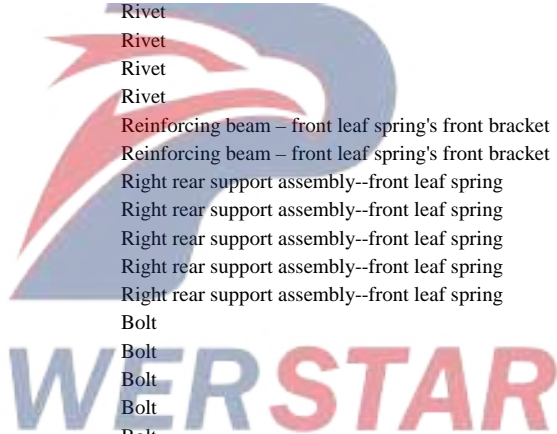 Rivet
Rivet
Rivet
Rivet
Reinforcing beam – front leaf spring's front bracket
Reinforcing beam – front leaf spring's front bracket
Right rear support assembly--front leaf spring
Right rear support assembly--front leaf spring
Right rear support assembly--front leaf spring
Right rear support assembly--front leaf spring
Right rear support assembly--front leaf spring
Bolt
Bolt
Bolt
Bolt
Bolt
WERSTAR